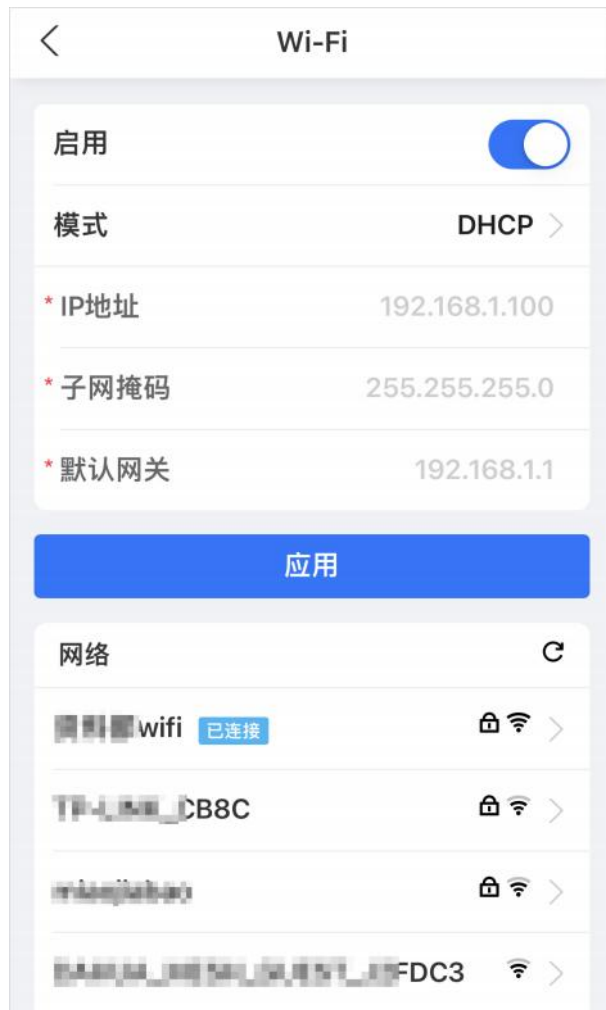 Wi-Fi
启用
模式 DHCP
* IP地址 192.168.1.100
* 子网掩码 255.255.255.0
* 默认网关 192.168.1.1
应用
网络
wifi 已连接
CB8C
FDC3